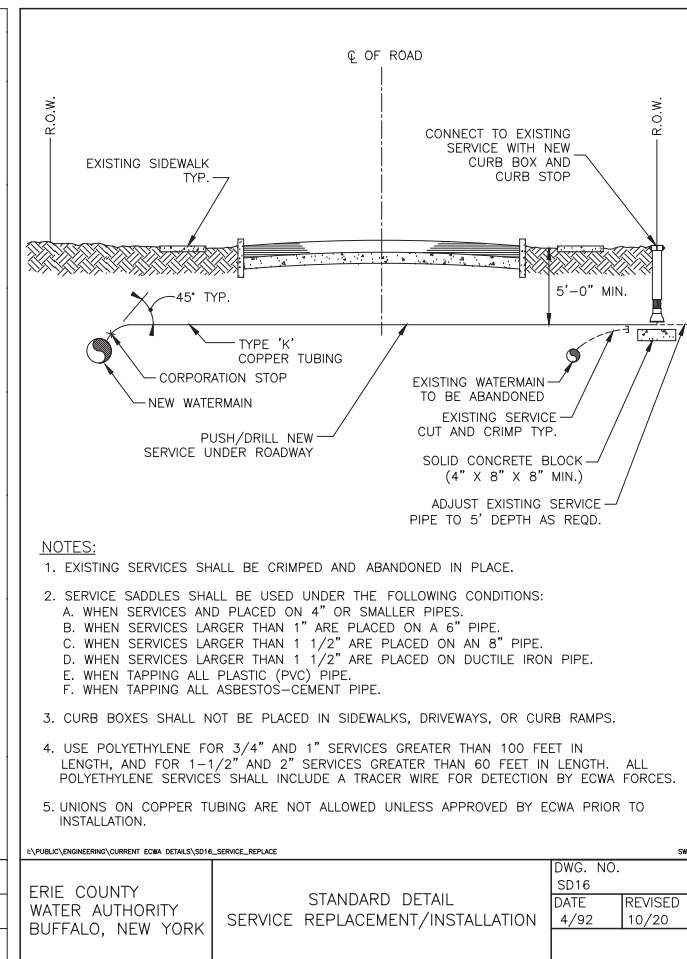 ℄ OF ROAD
R.O.W.
R.O.W.
CONNECT TO EXISTING
SERVICE WITH NEW
CURB BOX AND
CURB STOP
EXISTING SIDEWALK
TYP.
5'-0" MIN.
45° TYP.
TYPE 'K'
COPPER TUBING
CORPORATION STOP
NEW WATERMAIN
EXISTING WATERMAIN
TO BE ABANDONED
EXISTING SERVICE
CUT AND CRIMP TYP.
PUSH/DRILL NEW
SERVICE UNDER ROADWAY
SOLID CONCRETE BLOCK
(4" X 8" X 8" MIN.)
ADJUST EXISTING SERVICE
PIPE TO 5' DEPTH AS REQD.
NOTES:
1. EXISTING SERVICES SHALL BE CRIMPED AND ABANDONED IN PLACE.
2. SERVICE SADDLES SHALL BE USED UNDER THE FOLLOWING CONDITIONS:
A. WHEN SERVICES AND PLACED ON 4" OR SMALLER PIPES.
B. WHEN SERVICES LARGER THAN 1" ARE PLACED ON A 6" PIPE.
C. WHEN SERVICES LARGER THAN 1 1/2" ARE PLACED ON AN 8" PIPE.
D. WHEN SERVICES LARGER THAN 1 1/2" ARE PLACED ON DUCTILE IRON PIPE.
E. WHEN TAPPING ALL PLASTIC (PVC) PIPE.
F. WHEN TAPPING ALL ASBESTOS-CEMENT PIPE.
3. CURB BOXES SHALL NOT BE PLACED IN SIDEWALKS, DRIVEWAYS, OR CURB RAMPS.
4. USE POLYETHYLENE FOR 3/4" AND 1" SERVICES GREATER THAN 100 FEET IN
LENGTH, AND FOR 1-1/2" AND 2" SERVICES GREATER THAN 60 FEET IN LENGTH. ALL
POLYETHYLENE SERVICES SHALL INCLUDE A TRACER WIRE FOR DETECTION BY ECWA FORCES.
5. UNIONS ON COPPER TUBING ARE NOT ALLOWED UNLESS APPROVED BY ECWA PRIOR TO
INSTALLATION.
I:\PUBLIC\ENGINEERING\CURRENT ECWA DETAILS\SD16_SERVICE_REPLACE
SW
ERIE COUNTY
WATER AUTHORITY
BUFFALO, NEW YORK
STANDARD DETAIL
SERVICE REPLACEMENT/INSTALLATION
DWG. NO.
SD16
DATE
4/92
REVISED
10/20